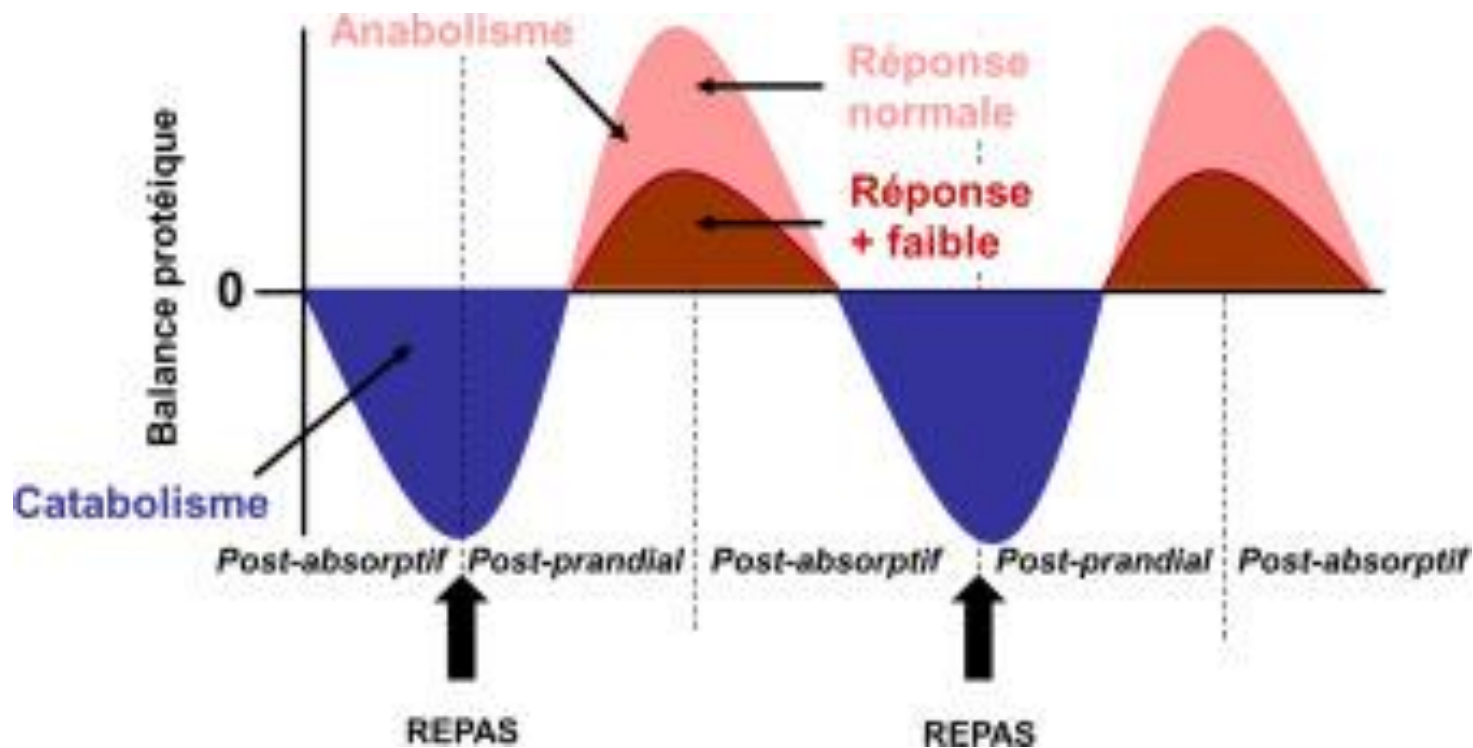 Anabolisme
Réponse
normale
Réponse
+ faible
Balance protéique
0
Catabolisme
Post-absorptif
Post-prandial
Post-absorptif
Post-prandial
Post-absorptif
REPAS
REPAS